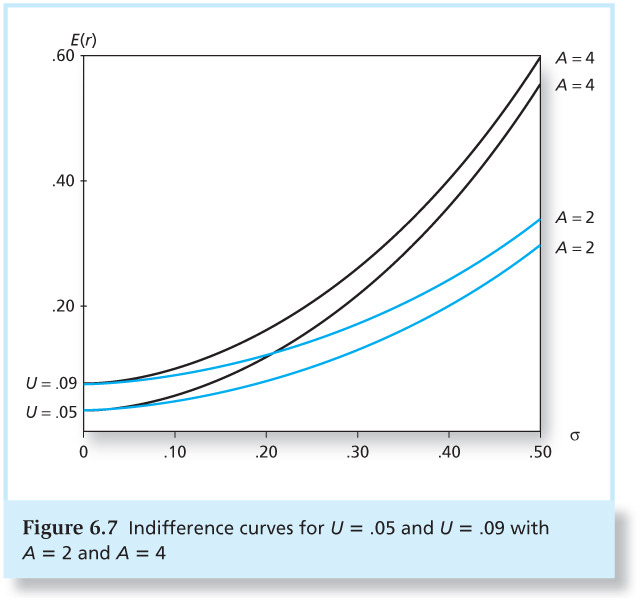 E(r)
.60
A = 4
A = 4
.40
A = 2
A = 2
.20
U = .09
U = .05
σ
0
.10
.20
.30
.40
.50
Figure 6.7 Indifference curves for U = .05 and U = .09 with
A = 2 and A = 4